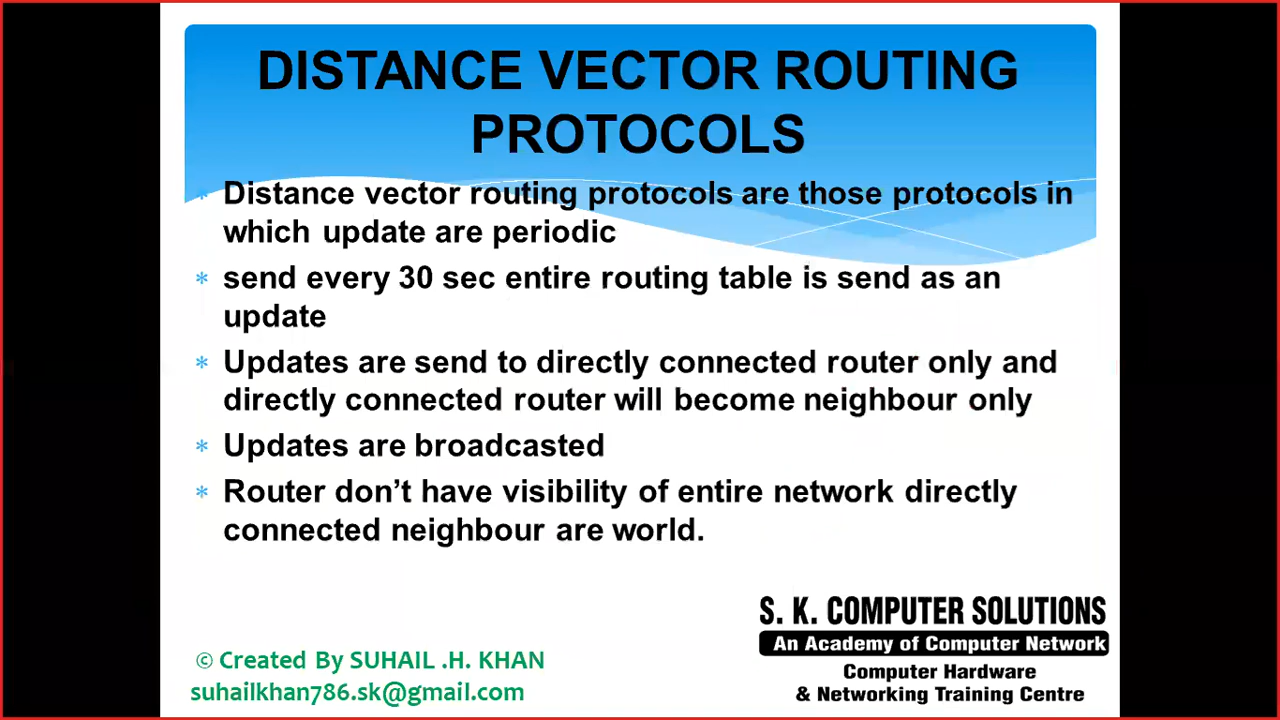 DISTANCE VECTOR ROUTING
PROTOCOLS
* Distance vector routing protocols are those protocols in
which update are periodic
* send every 30 sec entire routing table is send as an
update
* Updates are send to directly connected router only and
directly connected router will become neighbour only
* Updates are broadcasted
* Router don’t have visibility of entire network directly
connected neighbour are world.
S. K. COMPUTER SOLUTIONS
An Academy of Computer Network
Computer Hardware
& Networking Training Centre
© Created By SUHAIL .H. KHAN
suhailkhan786.sk@gmail.com